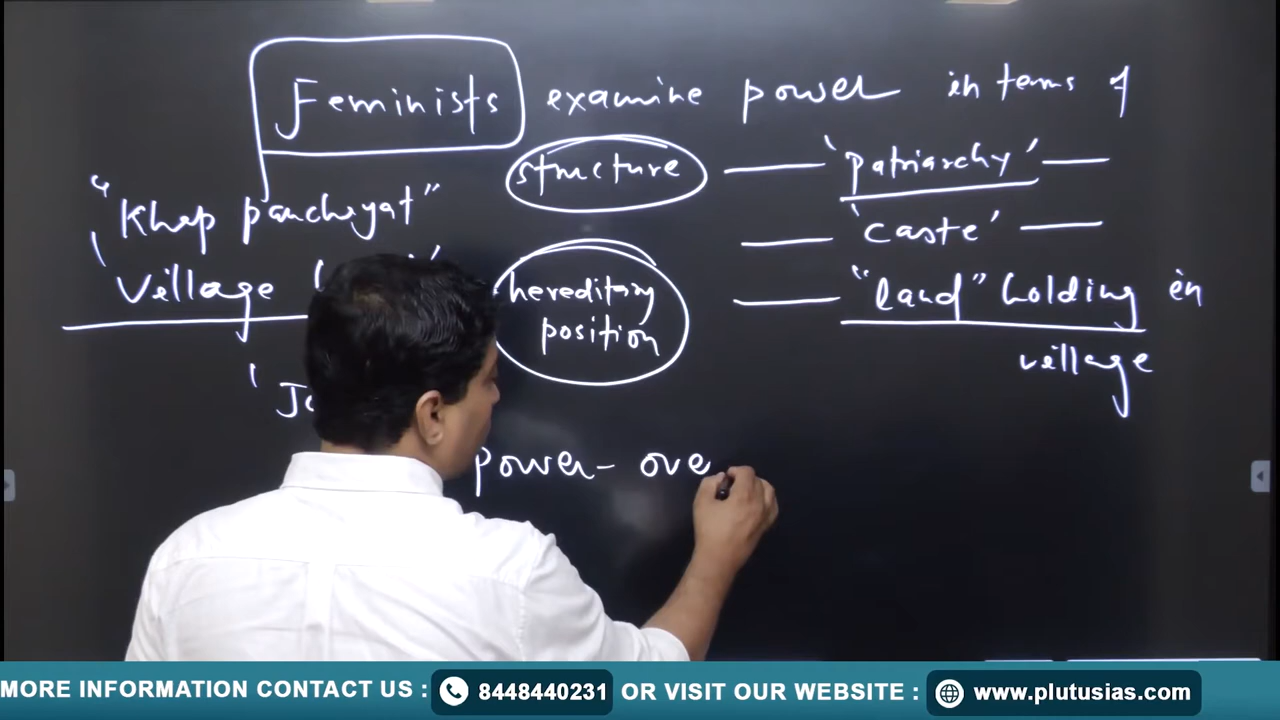 Feminists examine power in terms of
structure — 'patriarchy' —
— 'caste' —
hereditary position — "land" holding in village
"Khap panchyat"
'Village
power- ove
MORE INFORMATION CONTACT US : 8448440231 OR VISIT OUR WEBSITE : www.plutusias.com